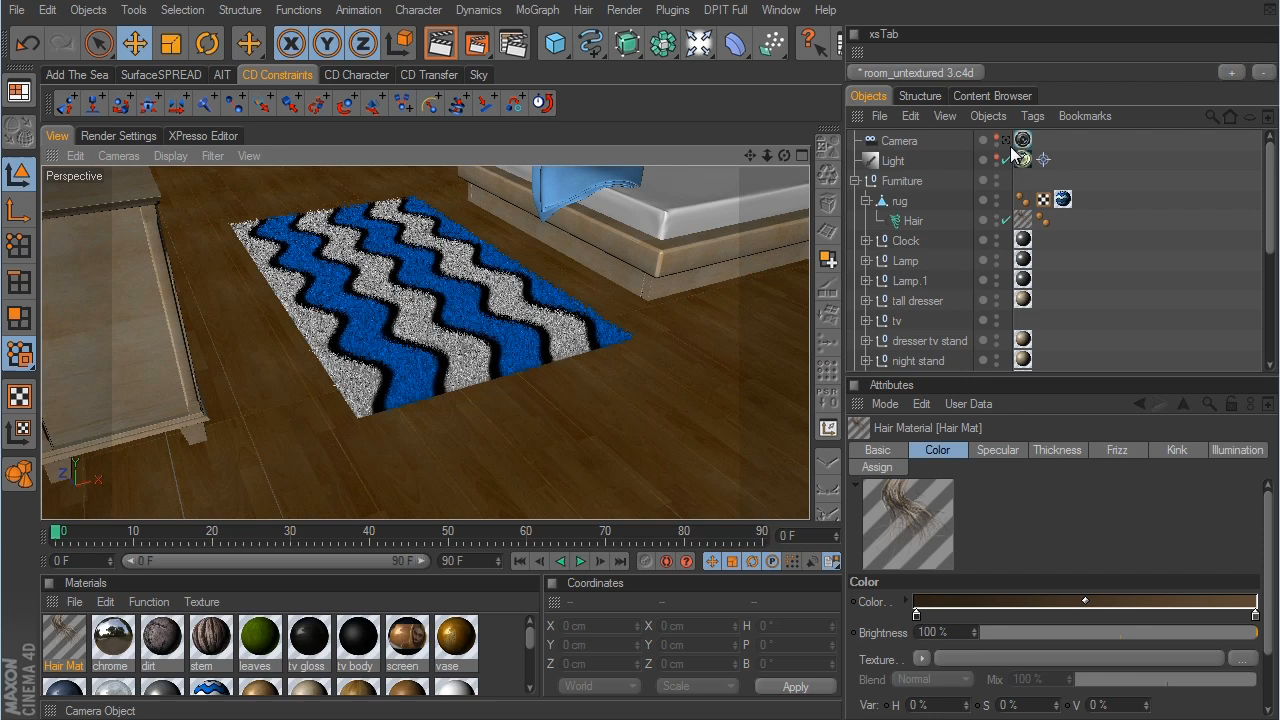 File Edit Tools Selection Structure Functions Animation Character Dynamics MoGraph Hair Render Plugins DPIT Full Window Help
xsTab
X Y Z
Add The Sea SurfaceSPREAD AIT CD Constraints CD Character CD Transfer Sky
* room_untextured 3.c4d + -
Objects Structure Content Browser
File Edit View Objects Tags Bookmarks
View Render Settings XPresso Editor
Edit Cameras Display Filter View
Perspective
Camera
Light
Furniture
rug
Hair
Clock
Lamp
Lamp.1
tall dresser
tv
dresser tv stand
night stand
Z Y X
PSR
0 10 20 30 40 50 60 70 80 90 0 F
0 F 0 F 90 F 90 F
Attributes
Mode Edit User Data
Hair Material [Hair Mat]
Basic Color Specular Thickness Frizz Kink Illumination
Assign
Color
Color. .
Brightness 100 %
Texture. . ...
Blend Normal Mix 100 %
Var: H 0 % S 0 % V 0 %
Materials
File Edit Function Texture
Hair Mat chrome dirt stem leaves tv gloss tv body screen vase
Coordinates
-- -- --
X 0 cm X 0 cm H 0 °
Y 0 cm Y 0 cm P 0 °
Z 0 cm Z 0 cm B 0 °
World Scale Apply
MAXON
CINEMA 4D
Camera Object